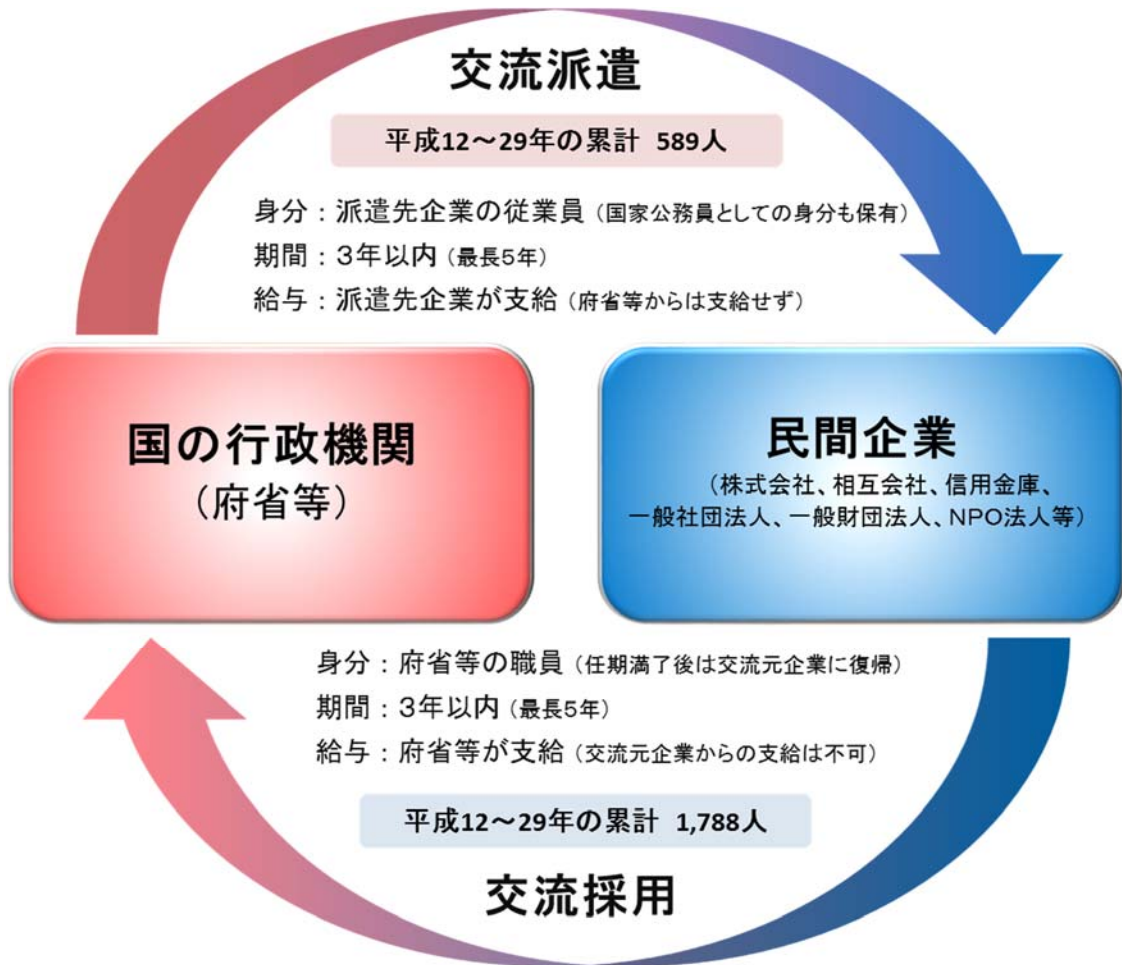 交流派遣
平成12～29年の累計 589人
身分：派遣先企業の従業員（国家公務員としての身分も保有）
期間：3年以内（最長5年）
給与：派遣先企業が支給（府省等からは支給せず）
国の行政機関
（府省等）
民間企業
（株式会社、相互会社、信用金庫、
一般社団法人、一般財団法人、NPO法人等）
身分：府省等の職員（任期満了後は交流元企業に復帰）
期間：3年以内（最長5年）
給与：府省等が支給（交流元企業からの支給は不可）
平成12～29年の累計 1,788人
交流採用